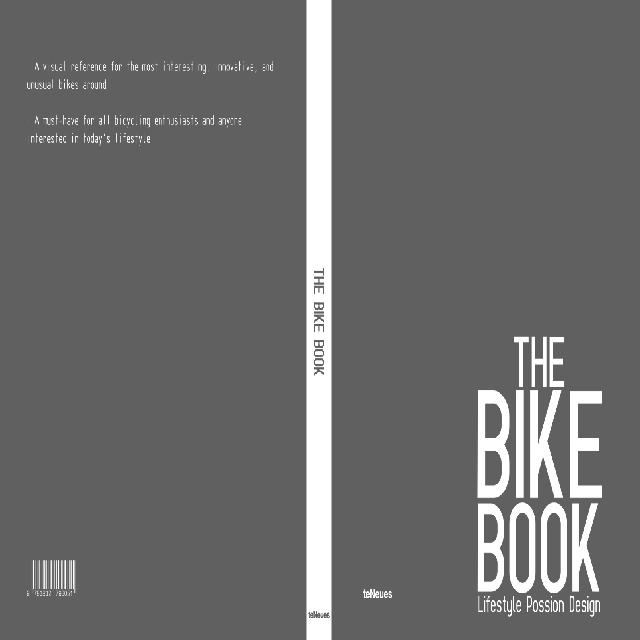 A visual reference for the most interesting, innovative, and
unusual bikes around
A must-have for all bicycling enthusiasts and anyone
interested in today's lifestyle
THE BIKE BOOK
teNeues
teNeues
THE
BIKE
BOOK
Lifestyle Possion Design